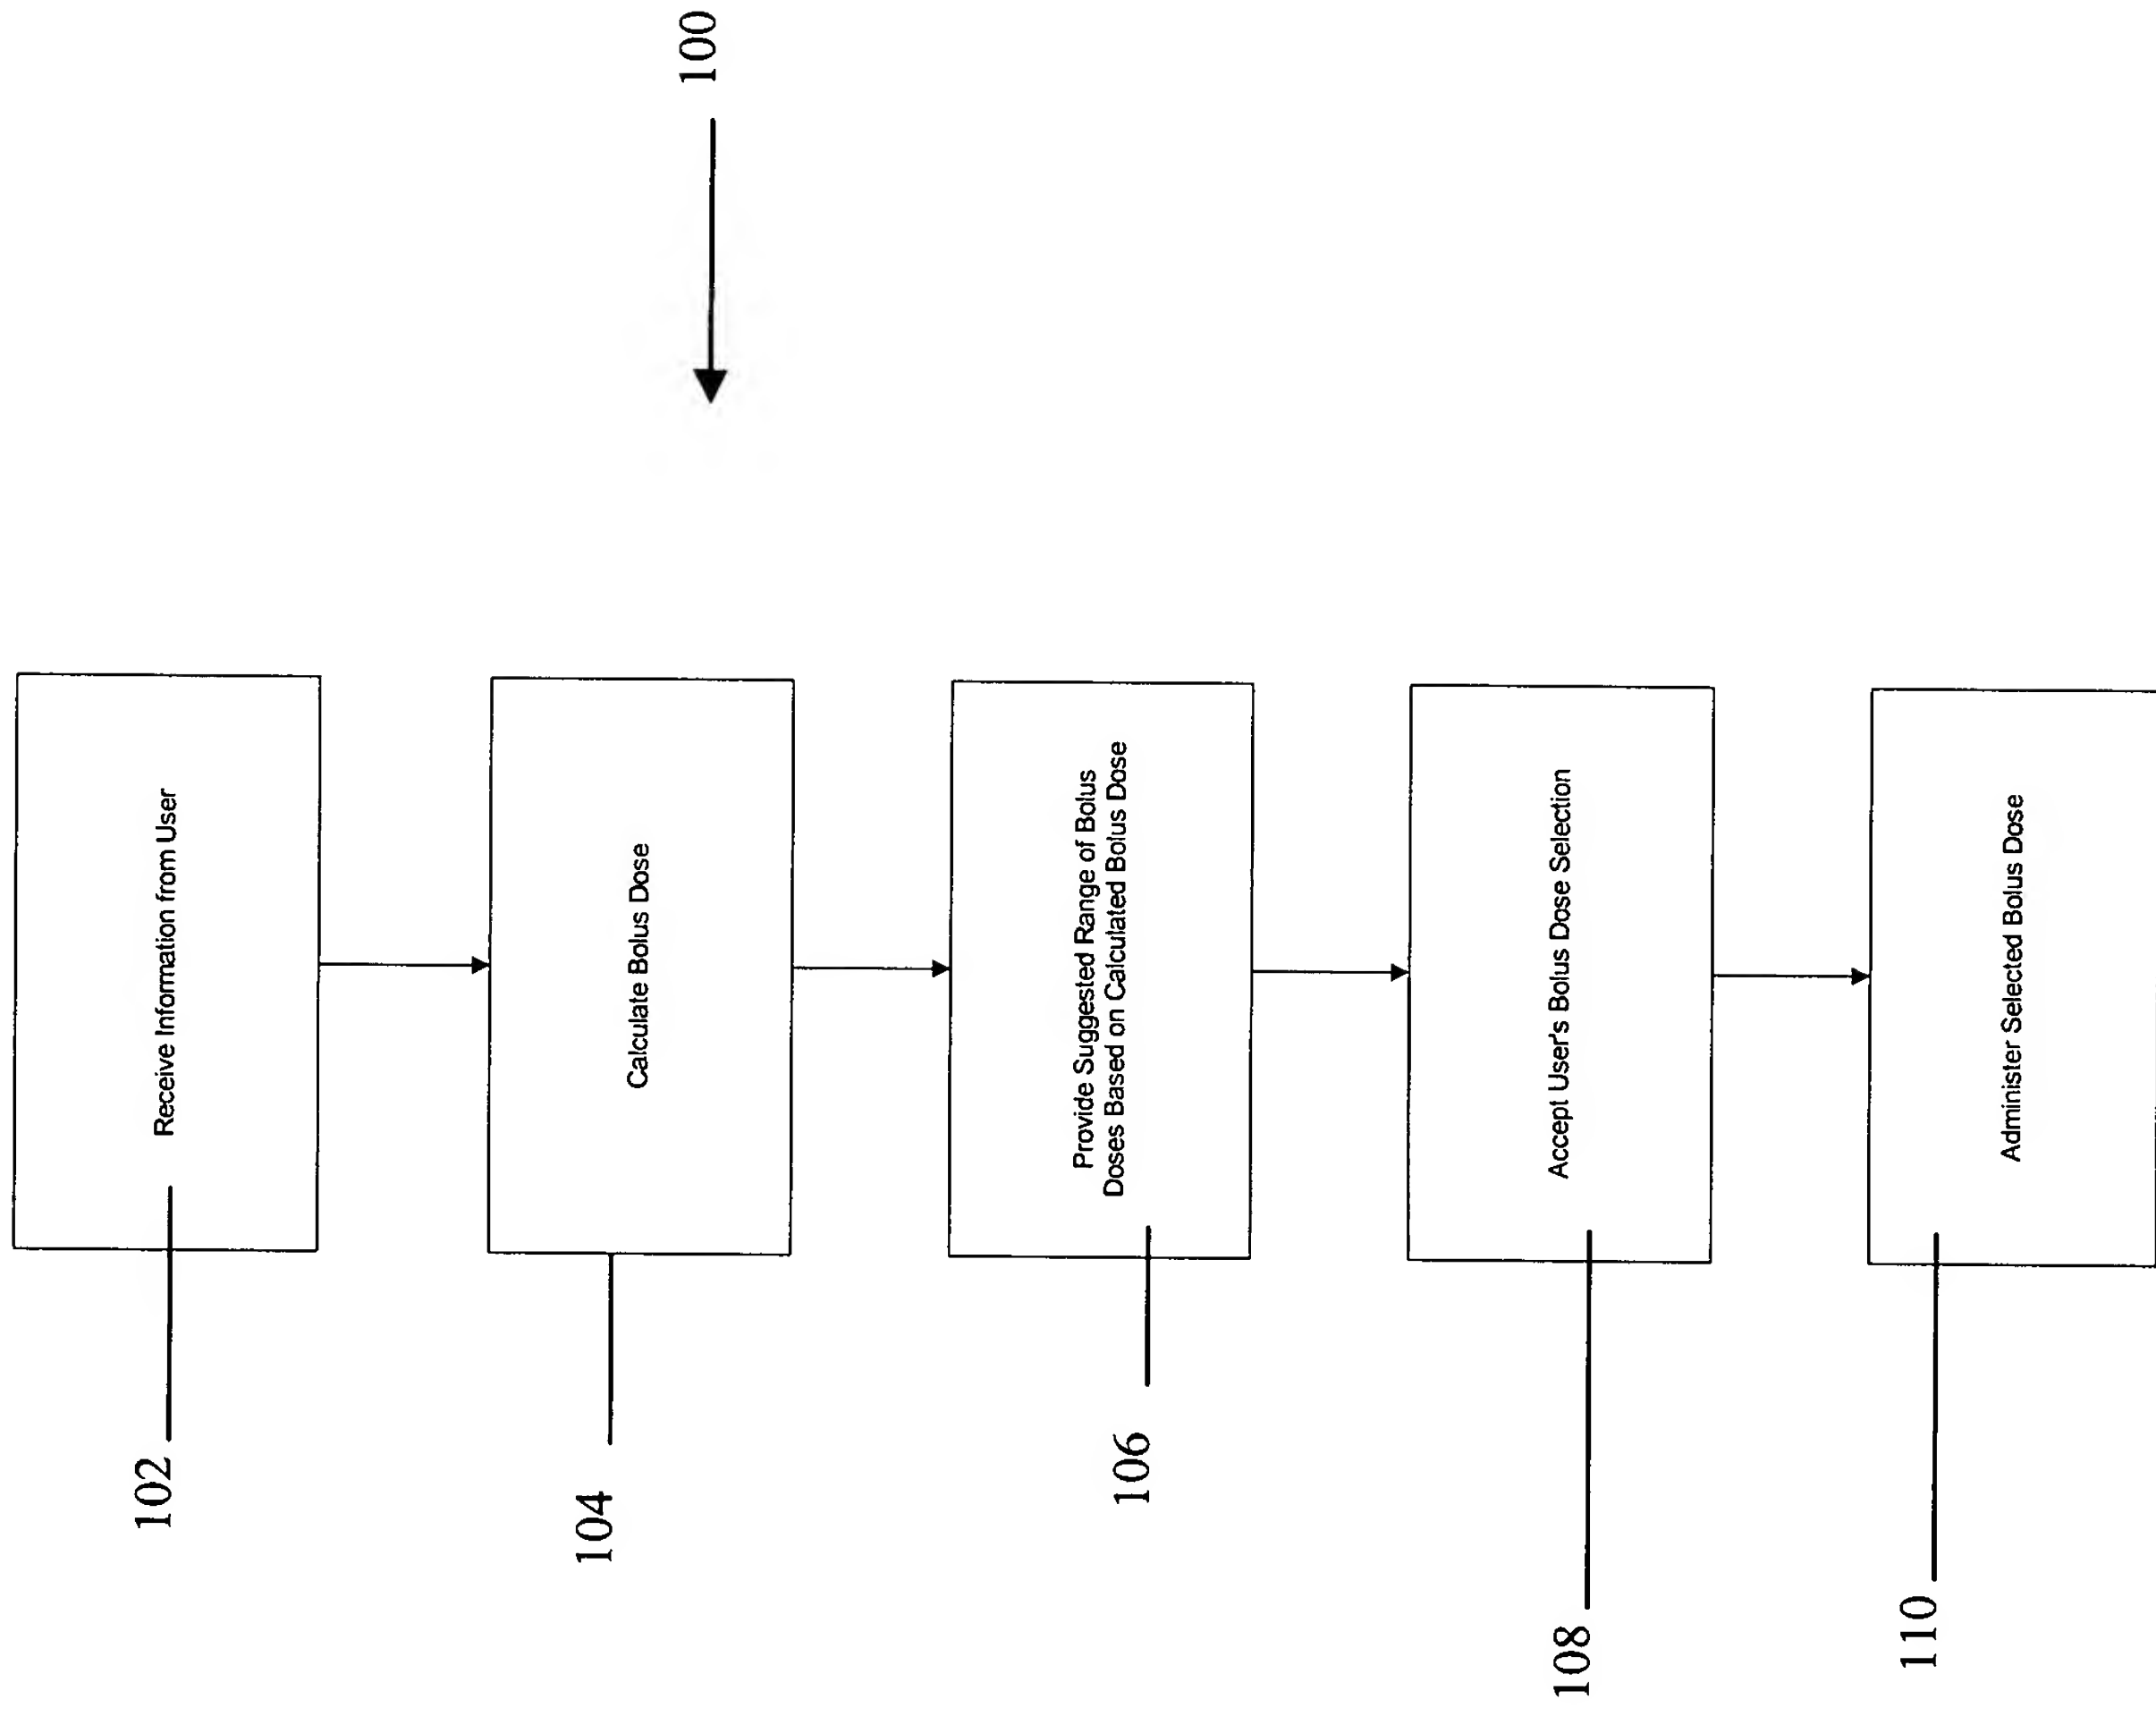 100
102
Receive Information from User
104
Calculate Bolus Dose
106
Provide Suggested Range of Bolus
Doses Based on Calculated Bolus Dose
108
Accept User's Bolus Dose Selection
110
Administer Selected Bolus Dose